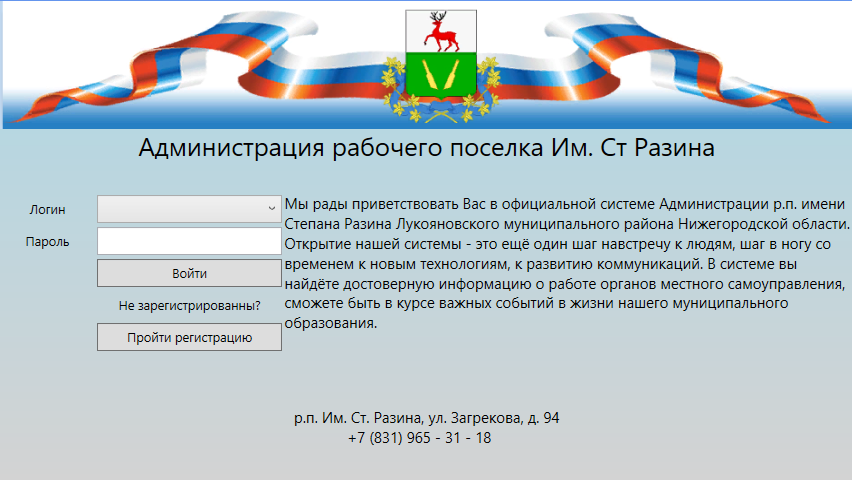 Администрация рабочего поселка Им. Ст Разина
Логин
Пароль
Войти
Не зарегистрированны?
Пройти регистрацию
Мы рады приветствовать Вас в официальной системе Администрации р.п. имени
Степана Разина Лукояновского муниципального района Нижегородской области.
Открытие нашей системы - это ещё один шаг навстречу к людям, шаг в ногу со
временем к новым технологиям, к развитию коммуникаций. В системе вы
найдёте достоверную информацию о работе органов местного самоуправления,
сможете быть в курсе важных событий в жизни нашего муниципального
образования.
р.п. Им. Ст. Разина, ул. Загрекова, д. 94
+7 (831) 965 - 31 - 18